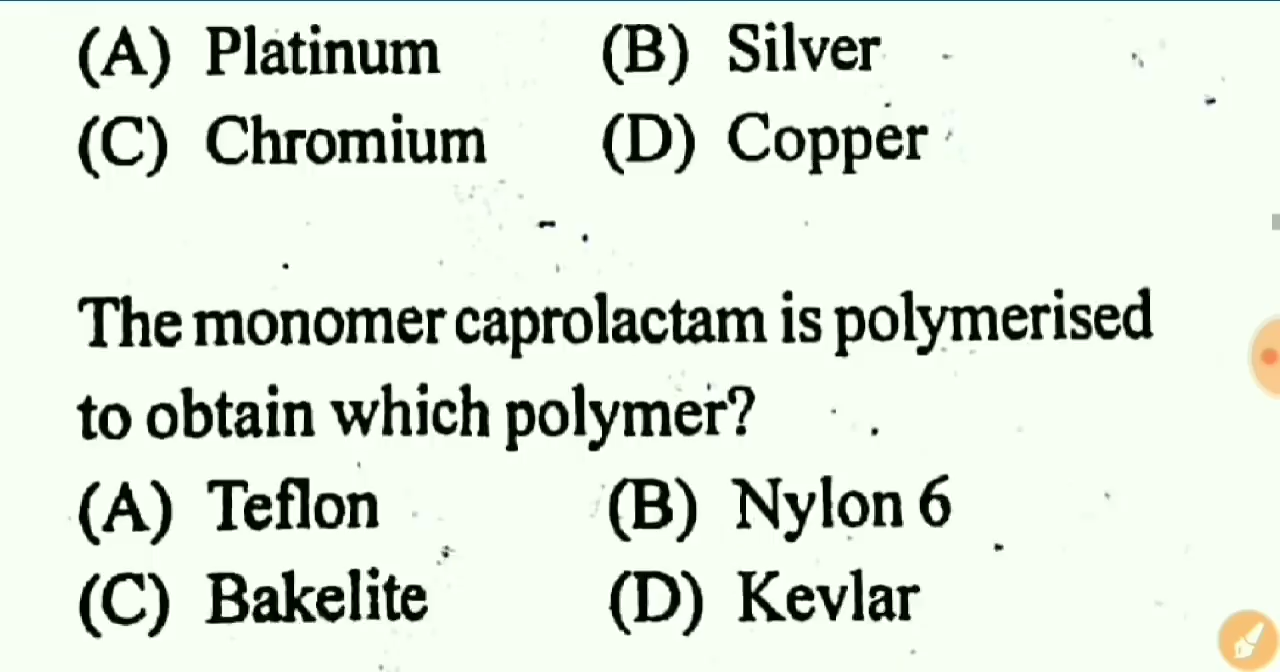 (A) Platinum (B) Silver
(C) Chromium (D) Copper
The monomer caprolactam is polymerised
to obtain which polymer?
(A) Teflon (B) Nylon 6
(C) Bakelite (D) Kevlar